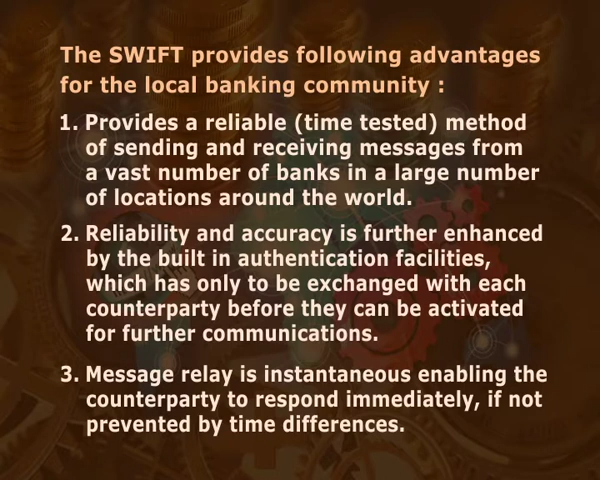 The SWIFT provides following advantages
for the local banking community :
1. Provides a reliable (time tested) method
of sending and receiving messages from
a vast number of banks in a large number
of locations around the world.
2. Reliability and accuracy is further enhanced
by the built in authentication facilities,
which has only to be exchanged with each
counterparty before they can be activated
for further communications.
3. Message relay is instantaneous enabling the
counterparty to respond immediately, if not
prevented by time differences.